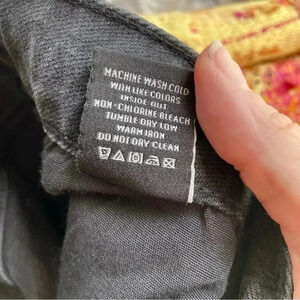 MACHINE WASH COLD
WITH LIKE COLORS
INSIDE OUT
NON-CHLORINE BLEACH
TUMBLE DRY LOW
WARM IRON
DO NOT DRY CLEAN